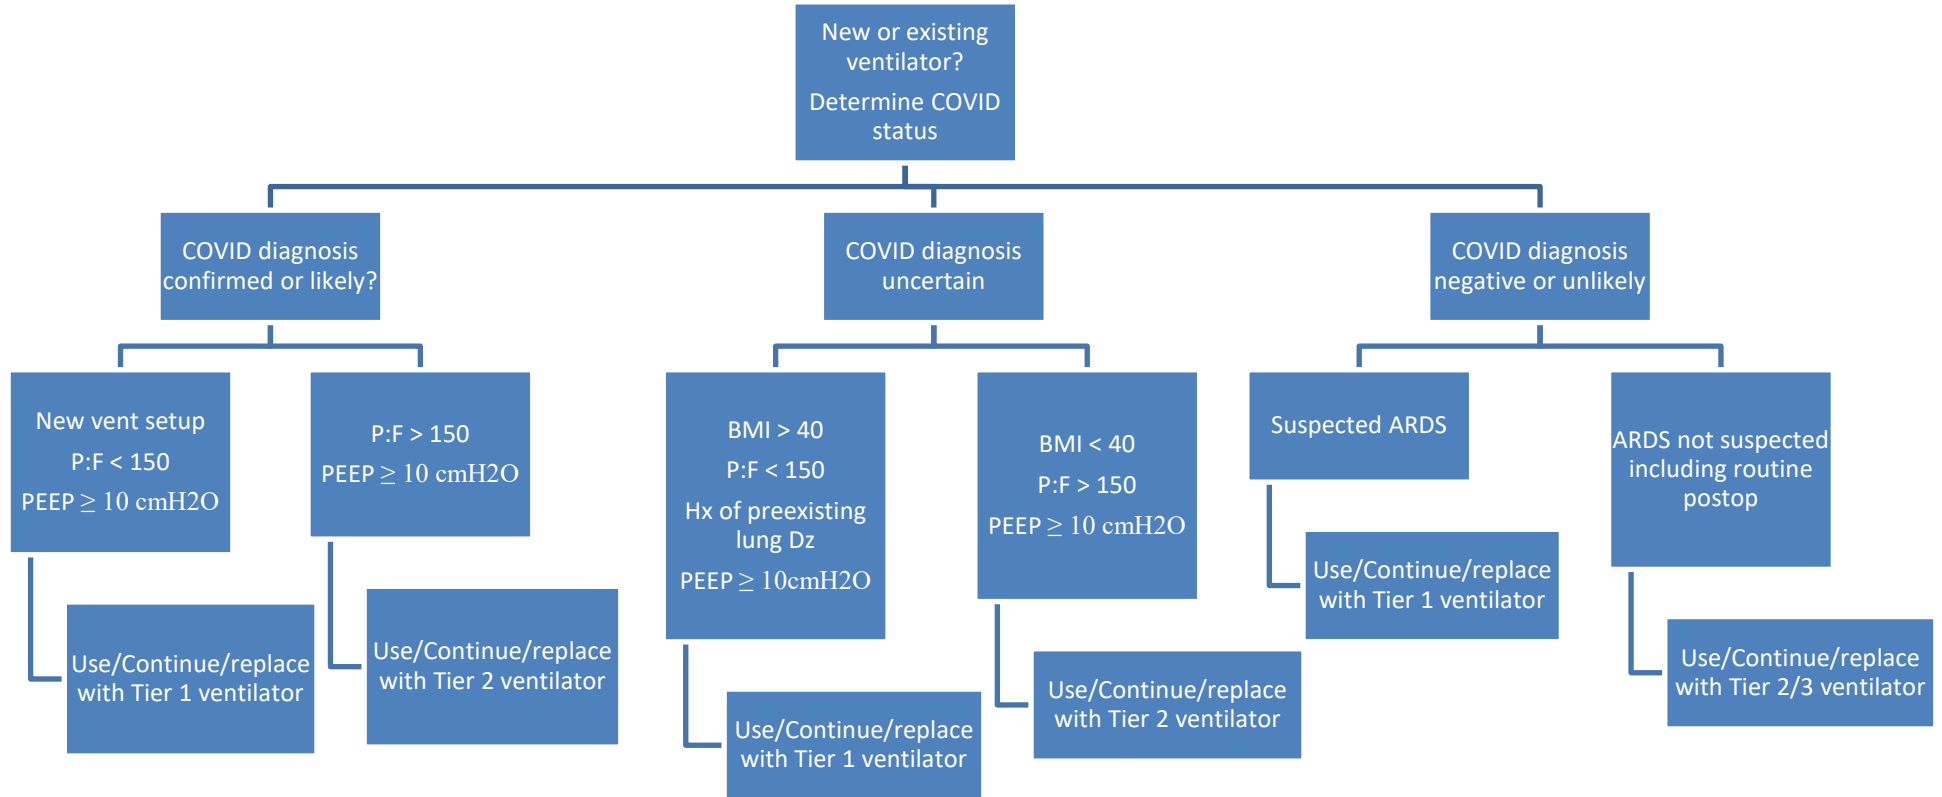 New or existing
ventilator?
Determine COVID
status
COVID diagnosis
confirmed or likely?
COVID diagnosis
uncertain
COVID diagnosis
negative or unlikely
New vent setup
P:F < 150
PEEP ≥ 10 cmH2O
P:F > 150
PEEP ≥ 10 cmH2O
BMI > 40
P:F < 150
Hx of preexisting
lung Dz
PEEP ≥ 10cmH2O
BMI < 40
P:F > 150
PEEP ≥ 10 cmH2O
Suspected ARDS
ARDS not suspected
including routine
postop
Use/Continue/replace
with Tier 1 ventilator
Use/Continue/replace
with Tier 2 ventilator
Use/Continue/replace
with Tier 1 ventilator
Use/Continue/replace
with Tier 2 ventilator
Use/Continue/replace
with Tier 1 ventilator
Use/Continue/replace
with Tier 2/3 ventilator